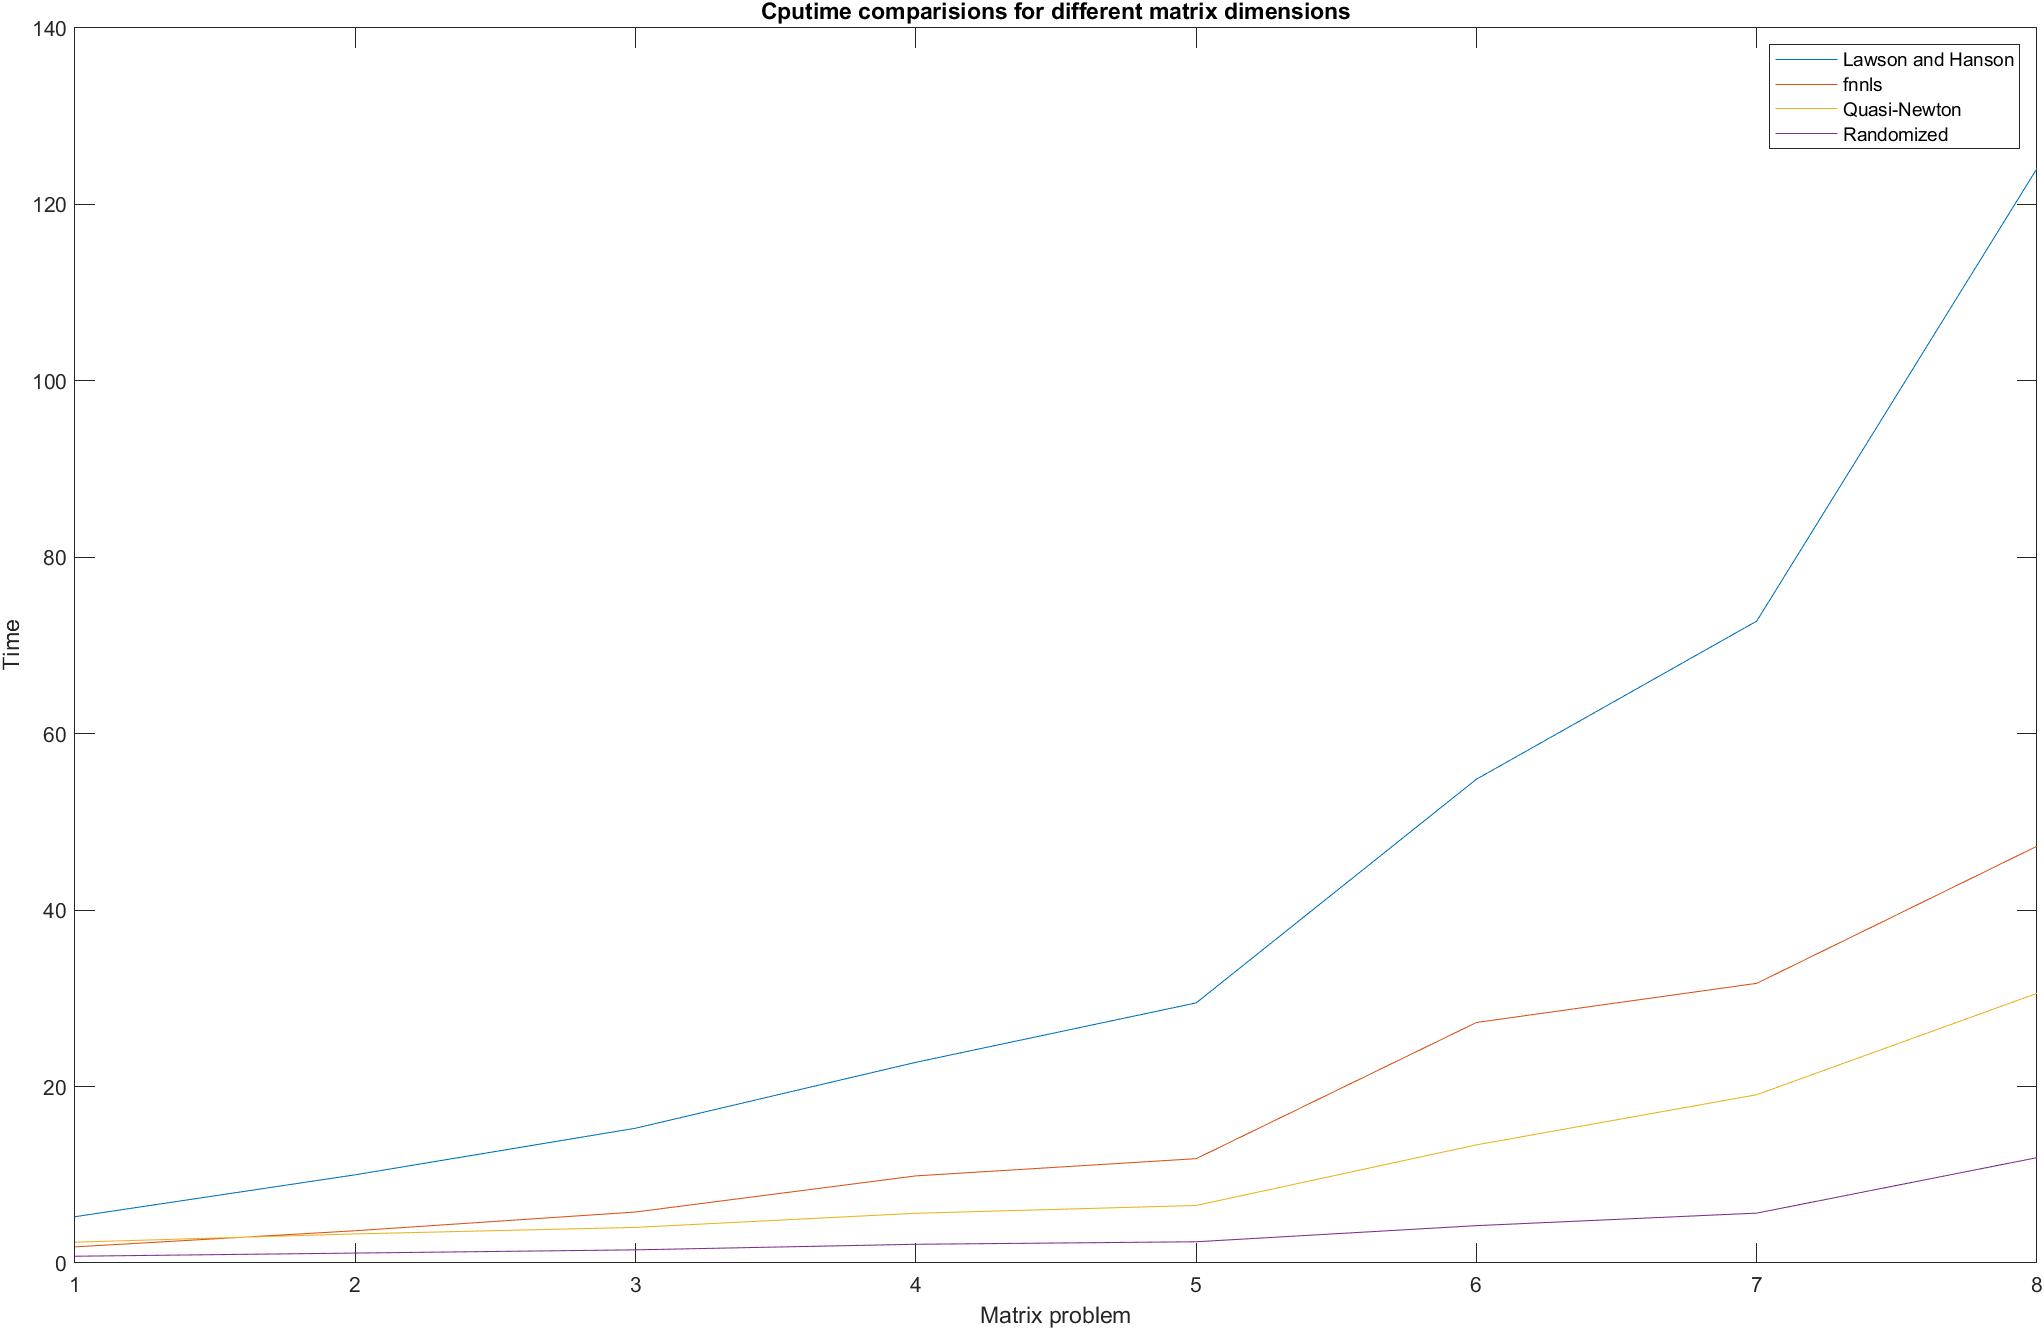 Cputime comparisions for different matrix dimensions
140
120
100
80
60
40
20
0
Time
1 2 3 4 5 6 7 8
Matrix problem
Lawson and Hanson
fnnls
Quasi-Newton
Randomized